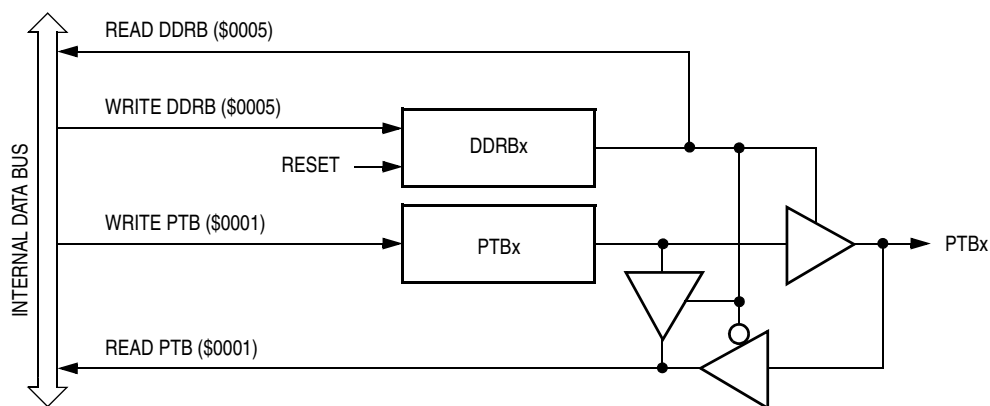 READ DDRB ($0005)
WRITE DDRB ($0005)
DDRBx
RESET
INTERNAL DATA BUS
WRITE PTB ($0001)
PTBx
PTBx
READ PTB ($0001)